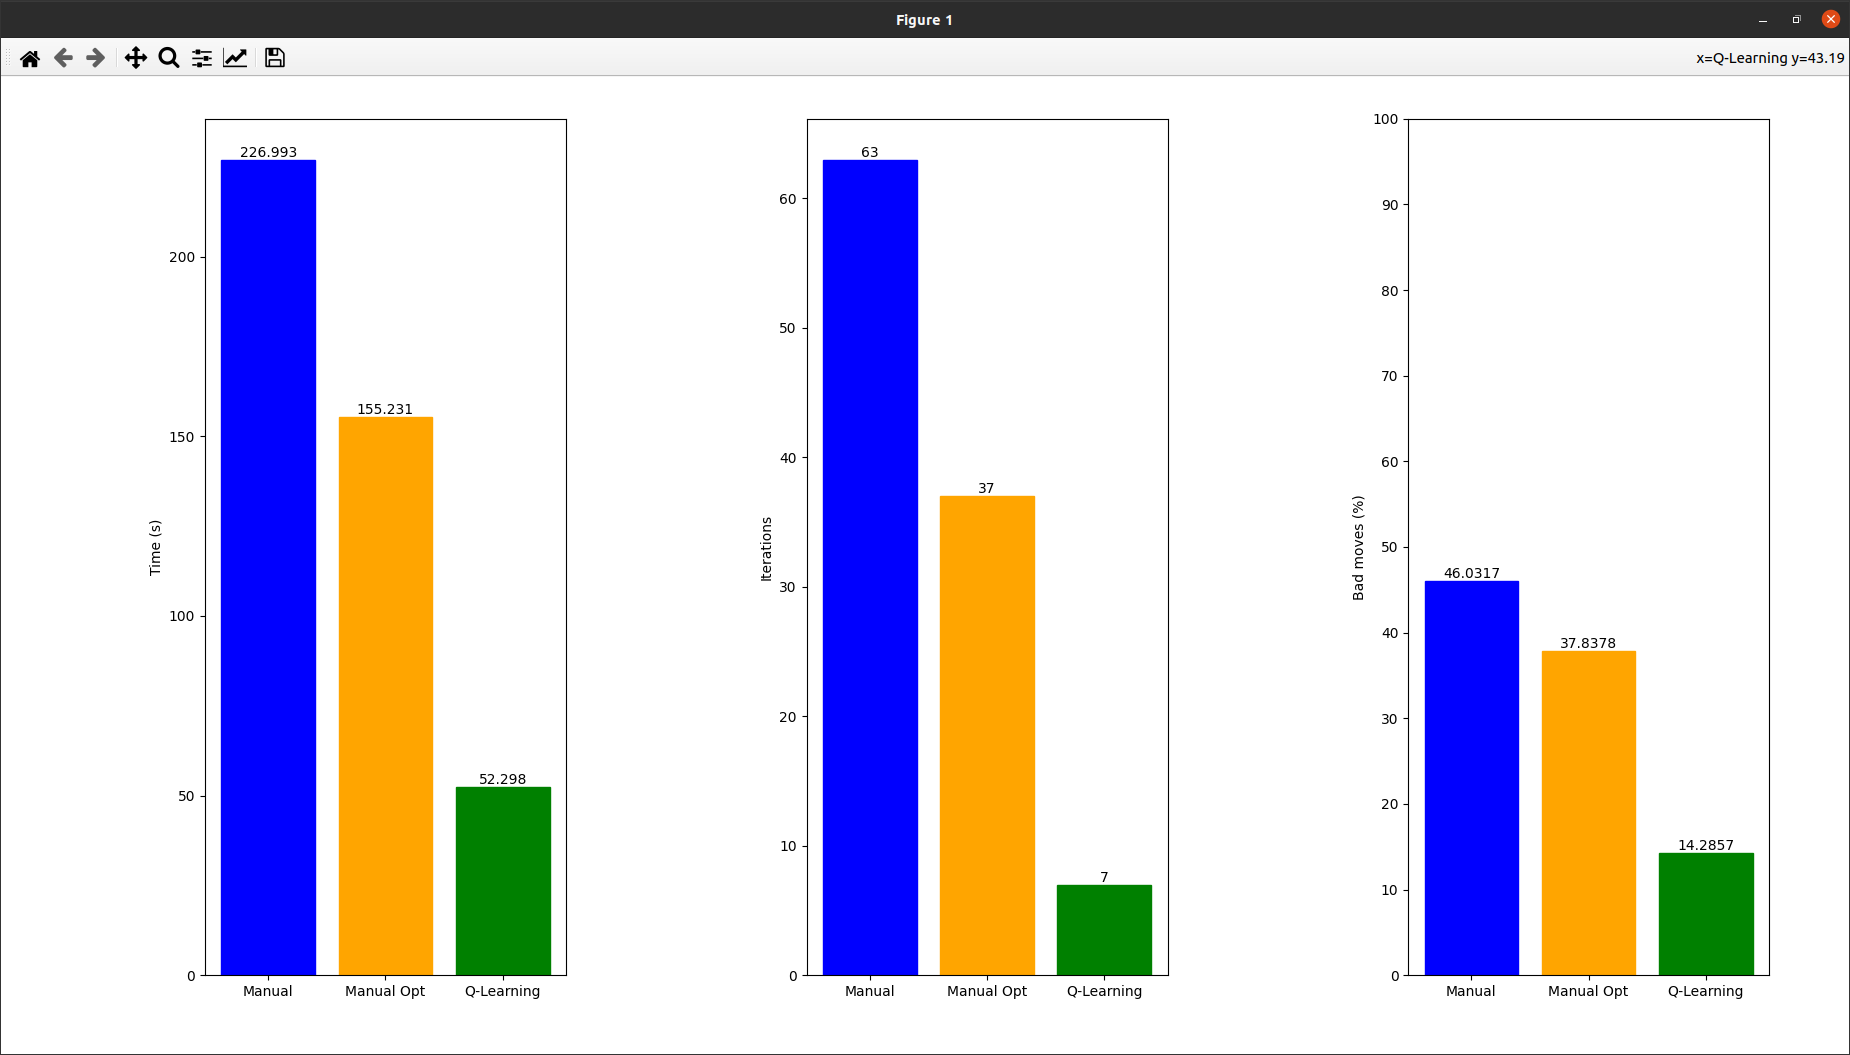 Figure 1
x=Q-Learning y=43.19
Time (s)
200
150
100
50
0
226.993
155.231
52.298
Manual
Manual Opt
Q-Learning
Iterations
60
50
40
30
20
10
0
63
37
7
Manual
Manual Opt
Q-Learning
Bad moves (%)
100
90
80
70
60
50
40
30
20
10
0
46.0317
37.8378
14.2857
Manual
Manual Opt
Q-Learning